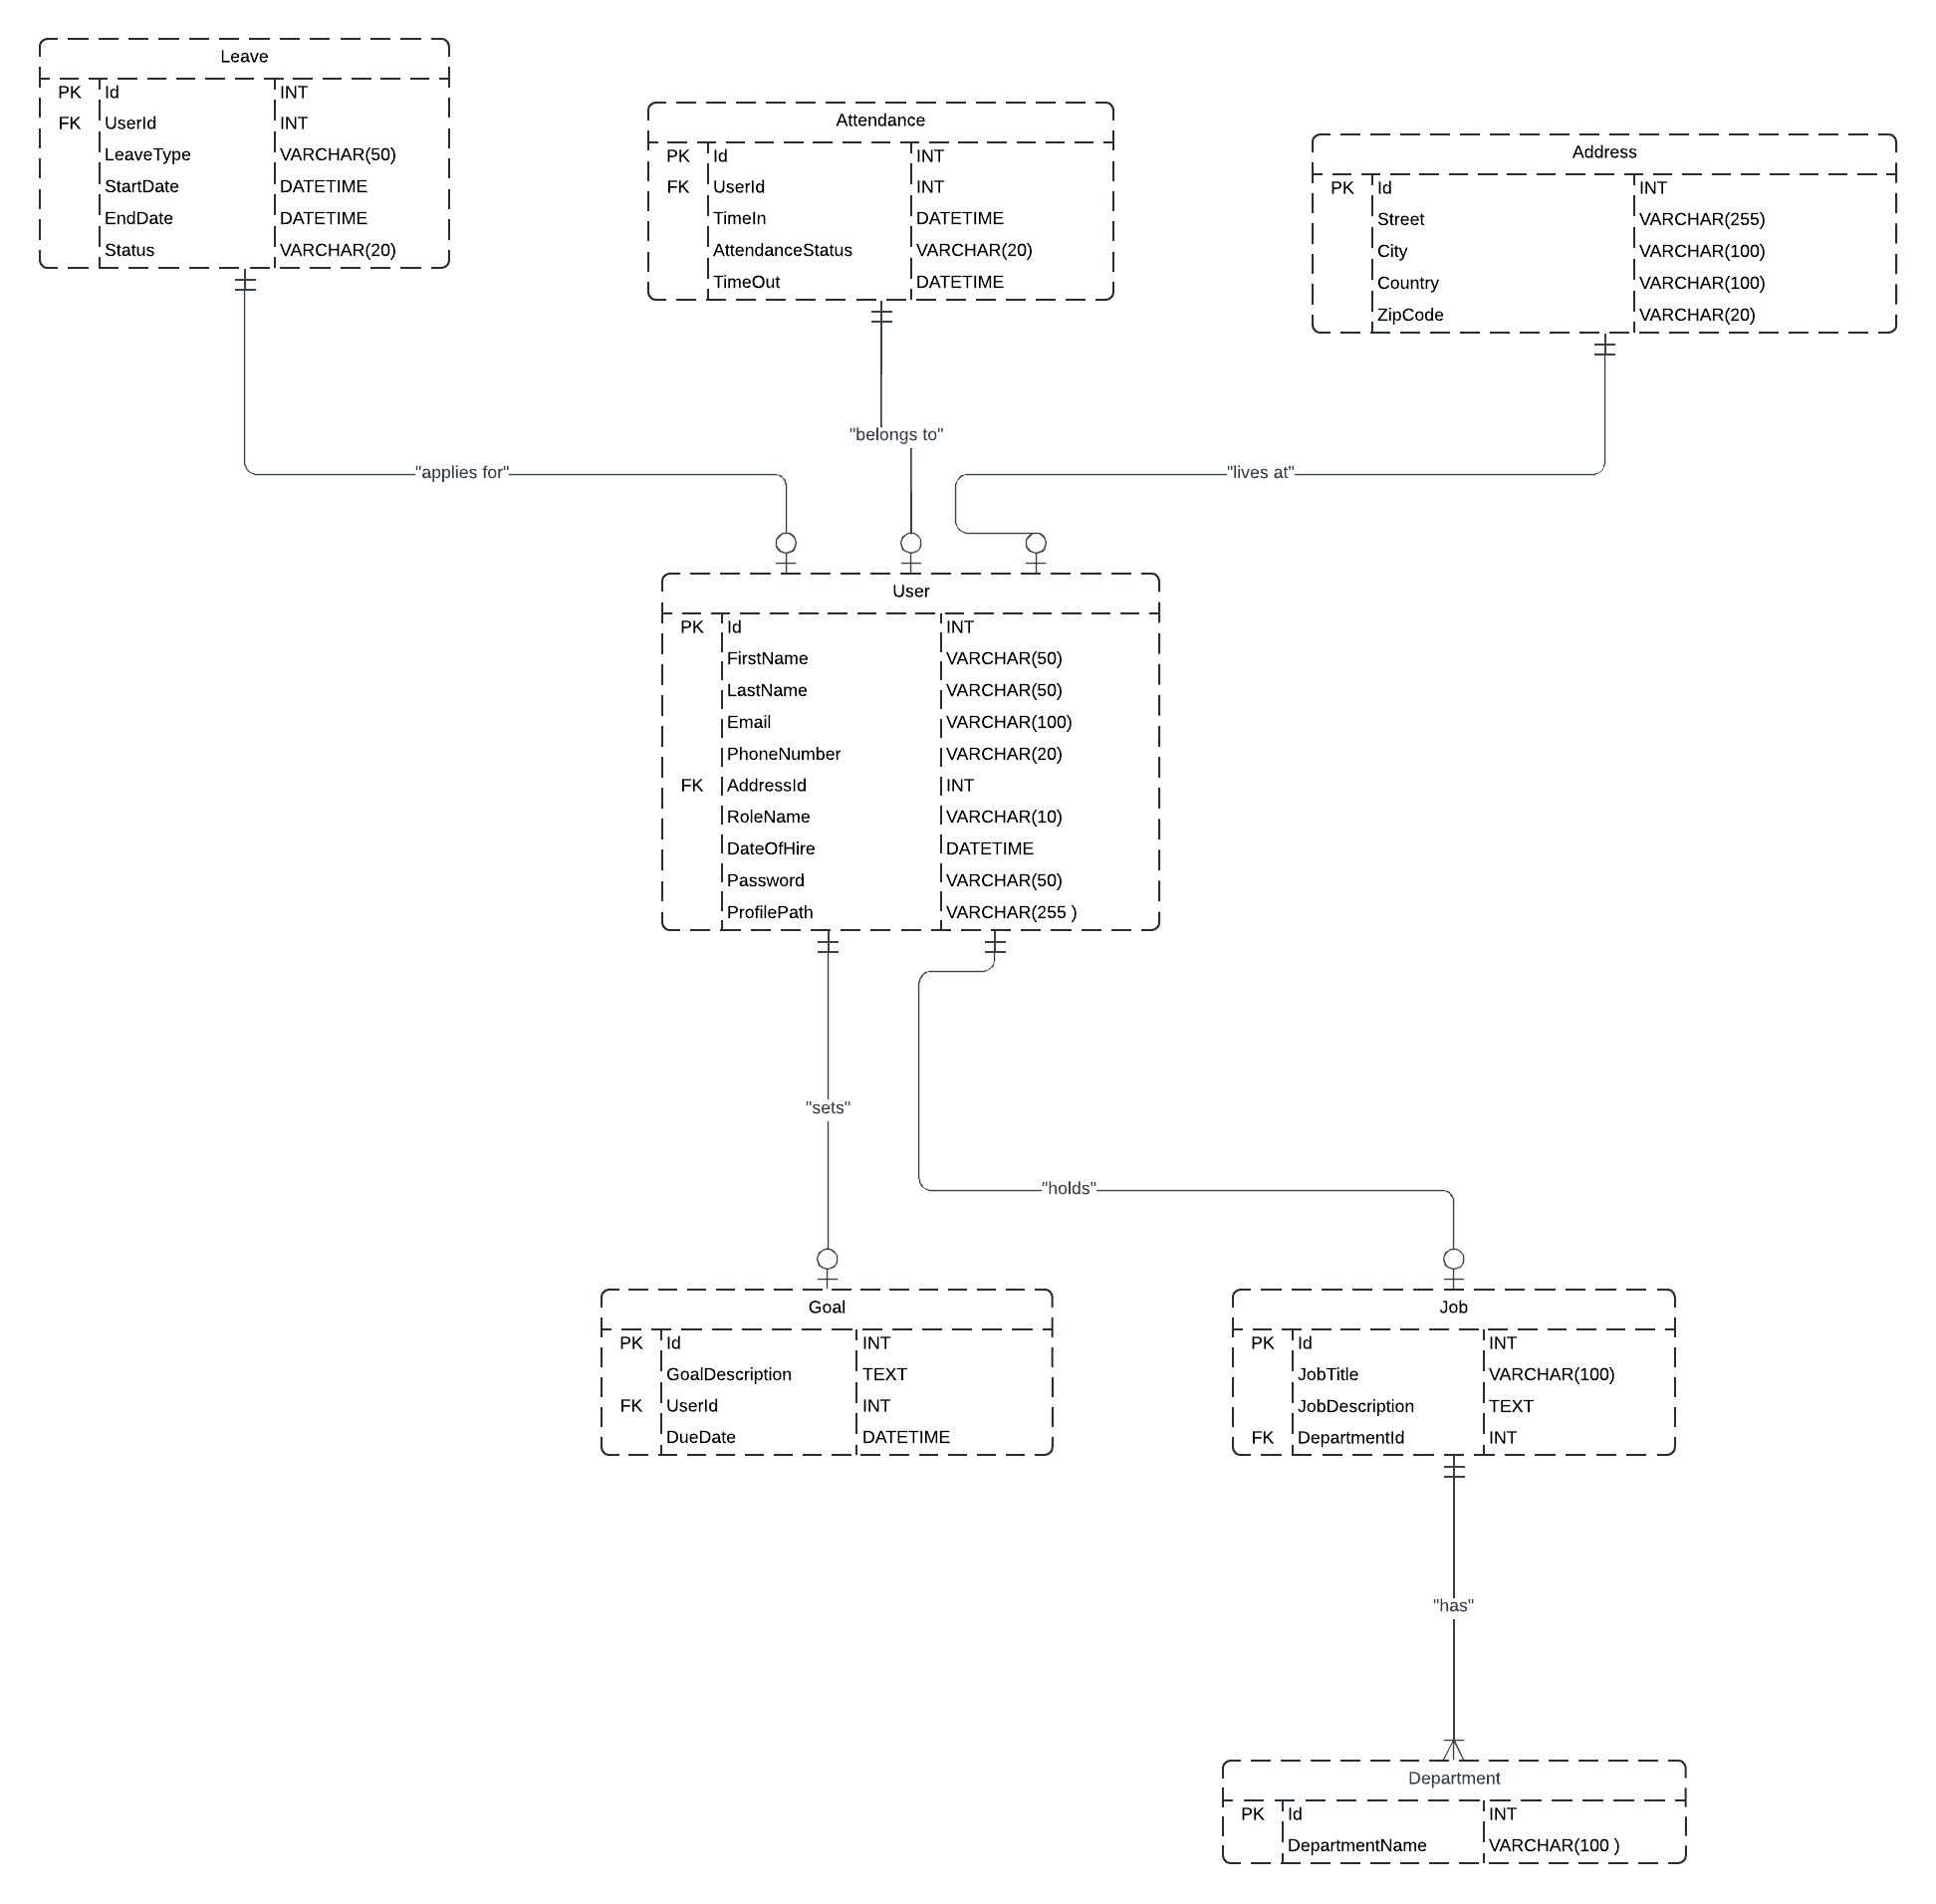 Leave
PK Id INT
FK UserId INT
LeaveType VARCHAR(50)
StartDate DATETIME
EndDate DATETIME
Status VARCHAR(20)
Attendance
PK Id INT
FK UserId INT
TimeIn DATETIME
AttendanceStatus VARCHAR(20)
TimeOut DATETIME
Address
PK Id INT
Street VARCHAR(255)
City VARCHAR(100)
Country VARCHAR(100)
ZipCode VARCHAR(20)
"applies for"
"belongs to"
"lives at"
User
PK Id INT
FirstName VARCHAR(50)
LastName VARCHAR(50)
Email VARCHAR(100)
PhoneNumber VARCHAR(20)
FK AddressId INT
RoleName VARCHAR(10)
DateOfHire DATETIME
Password VARCHAR(50)
ProfilePath VARCHAR(255 )
"sets"
"holds"
Goal
PK Id INT
GoalDescription TEXT
FK UserId INT
DueDate DATETIME
Job
PK Id INT
JobTitle VARCHAR(100)
JobDescription TEXT
FK DepartmentId INT
"has"
Department
PK Id INT
DepartmentName VARCHAR(100 )